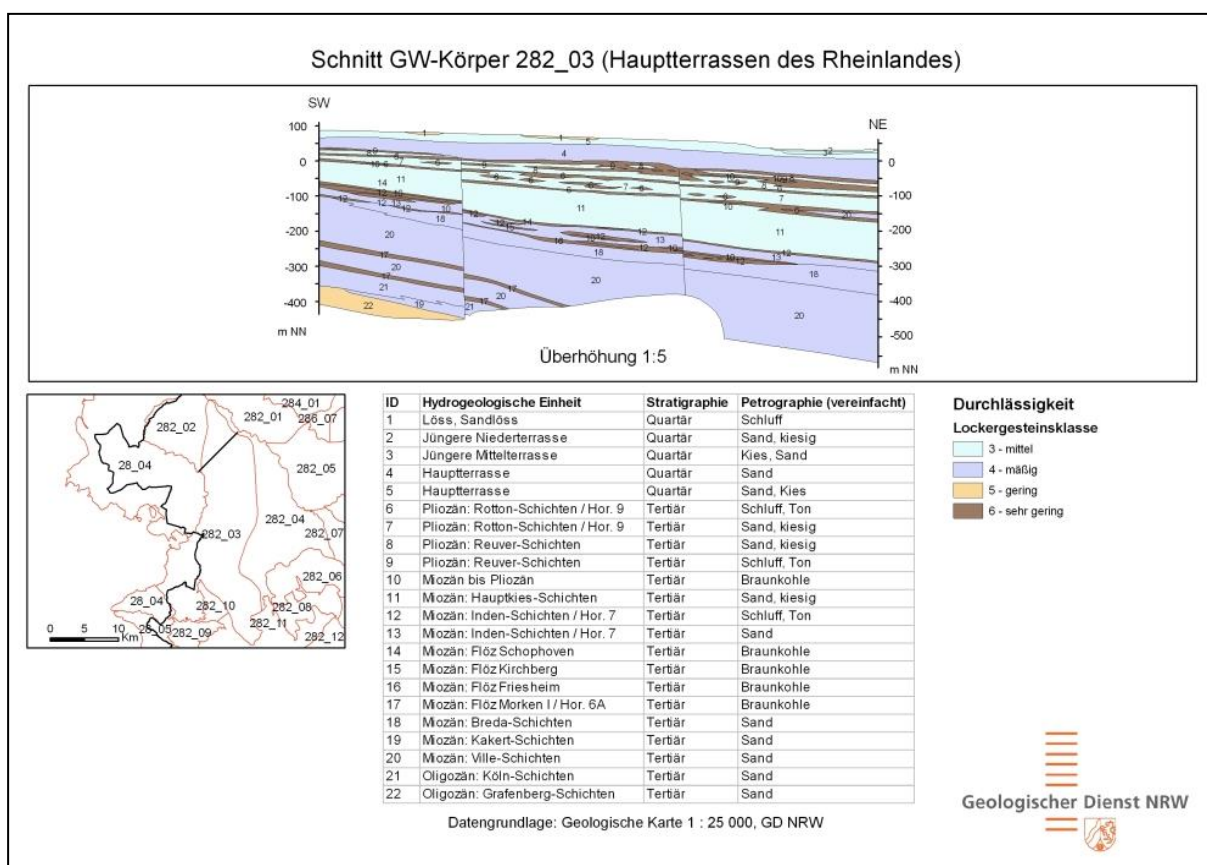 Schnitt GW-Körper 282_03 (Hauptterrassen des Rheinlandes)
SW
NE
100
0
-100
-200
-300
-400
m NN
0
-100
-200
-300
-400
-500
m NN
Überhöhung 1:5
284_01
282_01
286_07
282_02
28_04
282_05
282_04
282_03
282_07
282_06
28_04
282_10
282_08
282_11
28_05
282_09
282_12
0 5 10
Km
ID Hydrogeologische Einheit Stratigraphie Petrographie (vereinfacht)
1 Löss, Sandlöss Quartär Schluff
2 Jüngere Niederterrasse Quartär Sand, kiesig
3 Jüngere Mittelterrasse Quartär Kies, Sand
4 Hauptterrasse Quartär Sand
5 Hauptterrasse Quartär Sand, Kies
6 Pliozän: Rotton-Schichten / Hor. 9 Tertiär Schluff, Ton
7 Pliozän: Rotton-Schichten / Hor. 9 Tertiär Sand, kiesig
8 Pliozän: Reuver-Schichten Tertiär Sand, kiesig
9 Pliozän: Reuver-Schichten Tertiär Schluff, Ton
10 Miozän bis Pliozän Tertiär Braunkohle
11 Miozän: Hauptkies-Schichten Tertiär Sand, kiesig
12 Miozän: Inden-Schichten / Hor. 7 Tertiär Schluff, Ton
13 Miozän: Inden-Schichten / Hor. 7 Tertiär Sand
14 Miozän: Flöz Schophoven Tertiär Braunkohle
15 Miozän: Flöz Kirchberg Tertiär Braunkohle
16 Miozän: Flöz Friesheim Tertiär Braunkohle
17 Miozän: Flöz Morken I / Hor. 6A Tertiär Braunkohle
18 Miozän: Breda-Schichten Tertiär Sand
19 Miozän: Kakert-Schichten Tertiär Sand
20 Miozän: Ville-Schichten Tertiär Sand
21 Oligozän: Köln-Schichten Tertiär Sand
22 Oligozän: Grafenberg-Schichten Tertiär Sand
Durchlässigkeit
Lockergesteinsklasse
3 - mittel
4 - mäßig
5 - gering
6 - sehr gering
Geologischer Dienst NRW
Datengrundlage: Geologische Karte 1 : 25 000, GD NRW